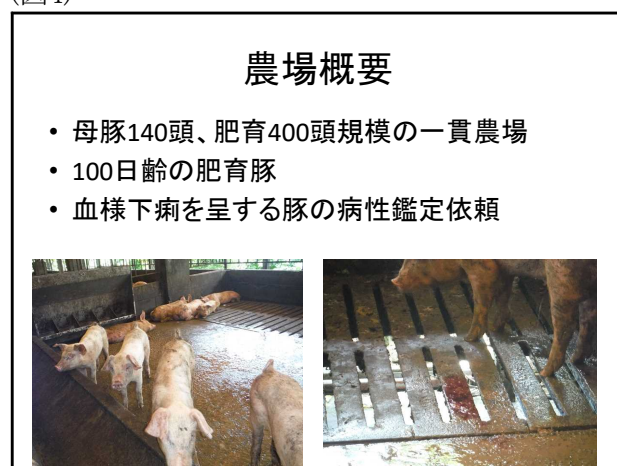 農場概要
• 母豚140頭、肥育400頭規模の一貫農場
• 100日齢の肥育豚
• 血様下痢を呈する豚の病性鑑定依頼